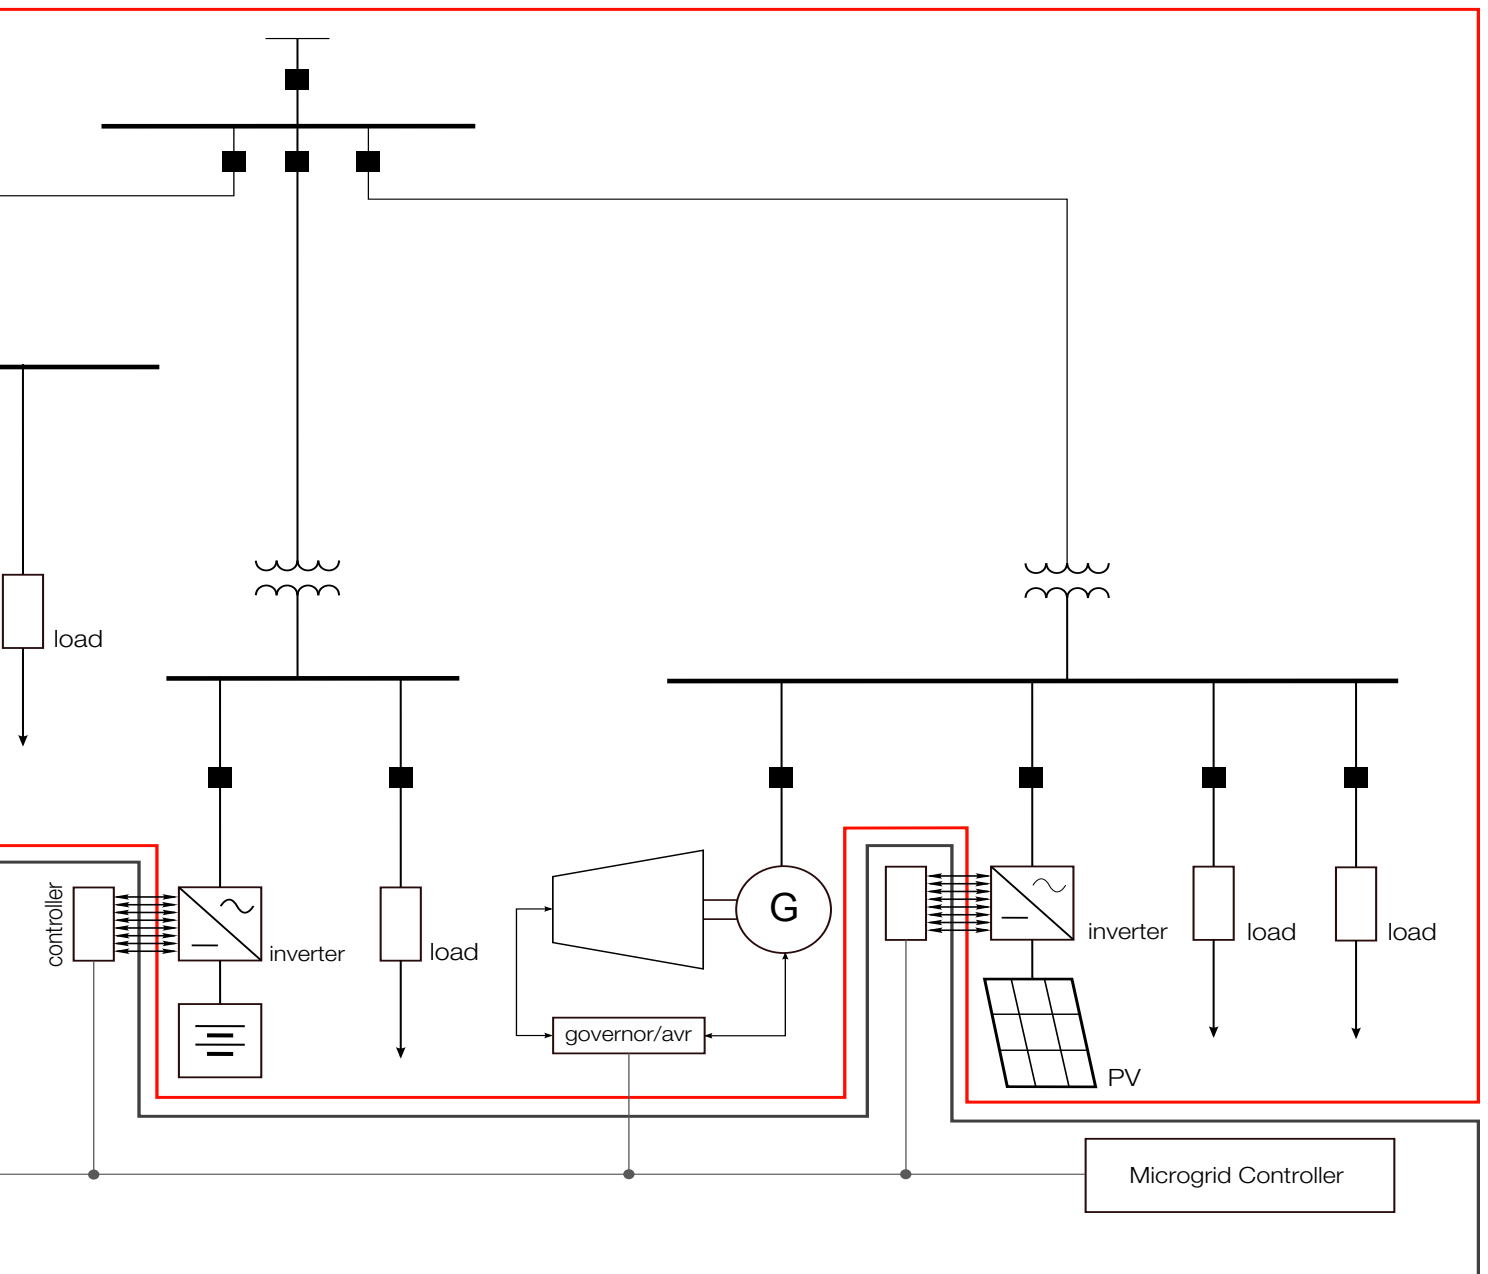 load
controller
inverter
load
G
governor/avr
inverter
load
load
PV
Microgrid Controller